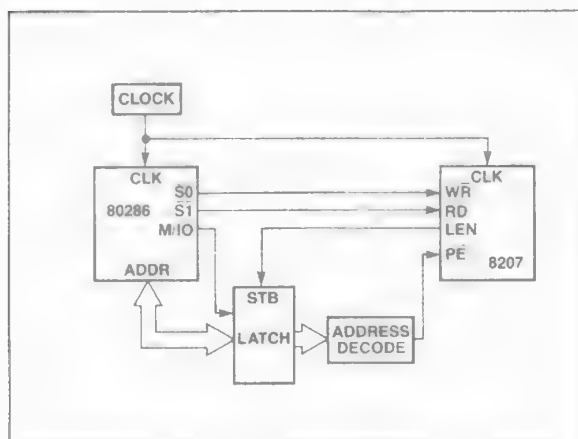 CLOCK
CLK
S0
80286
S1
M/IO
ADDR
CLK
WR
RD
LEN
PE
8207
STB
LATCH
ADDRESS
DECODE